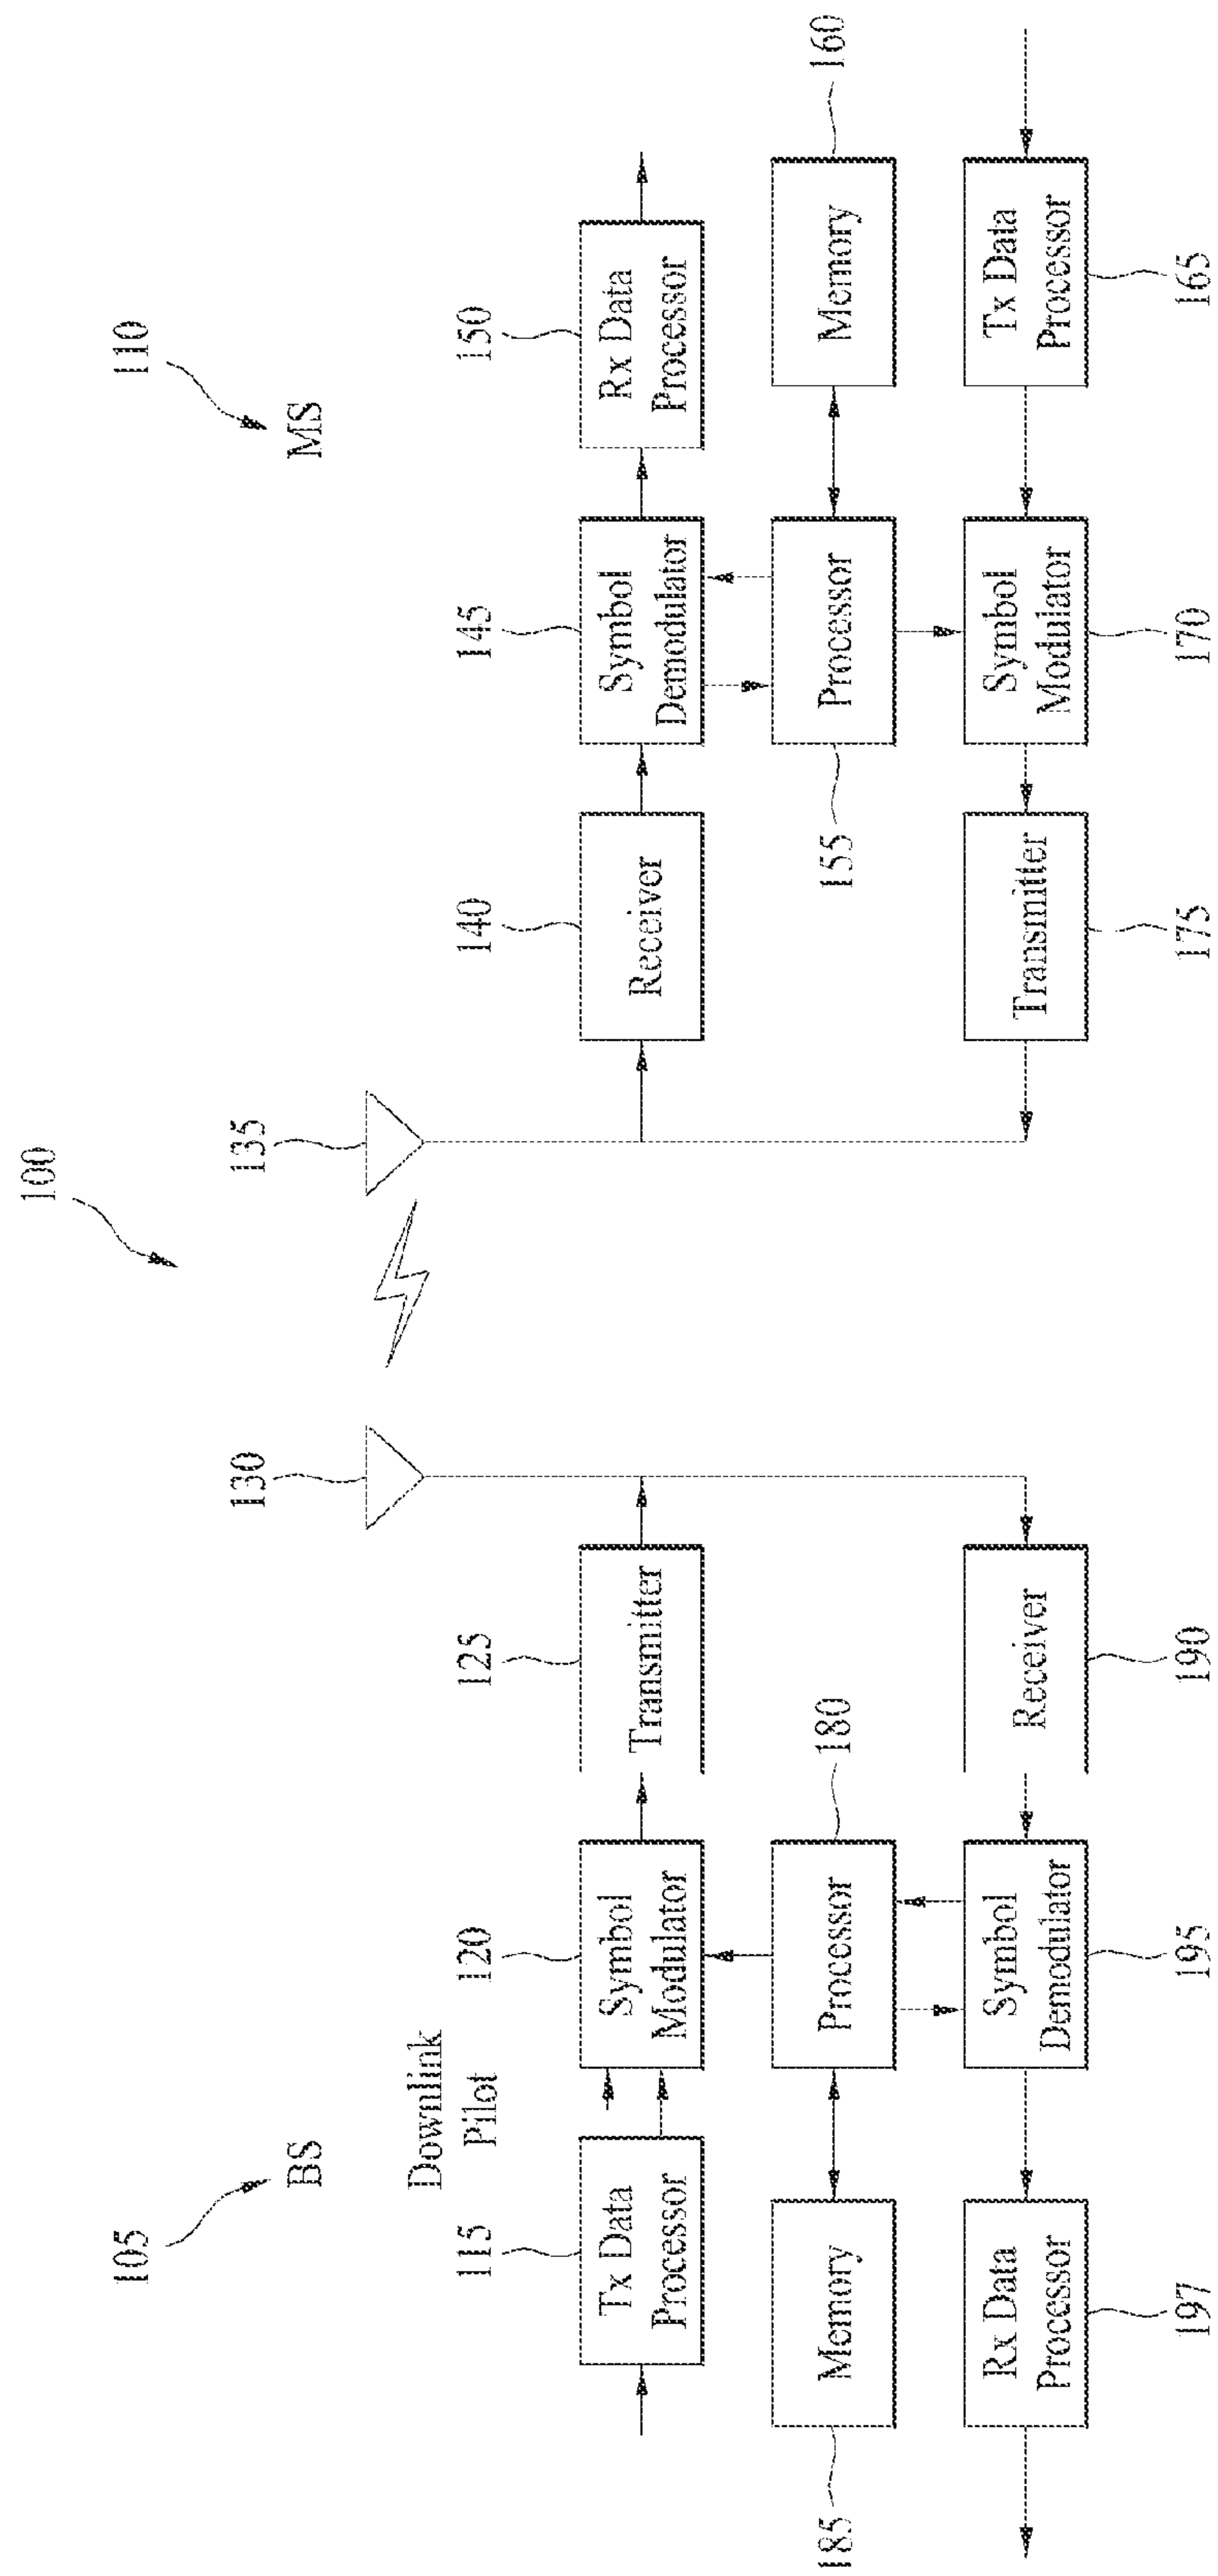 100
105
BS
110
MS
Downlink
Pilot
130
135
115
120
125
140
145
150
Tx Data
Processor
Symbol
Modulator
Transmitter
Receiver
Symbol
Demodulator
Rx Data
Processor
180
160
Memory
Processor
Processor
Memory
185
155
Rx Data
Processor
Symbol
Demodulator
Receiver
Transmitter
Symbol
Modulator
Tx Data
Processor
197
195
190
175
170
165